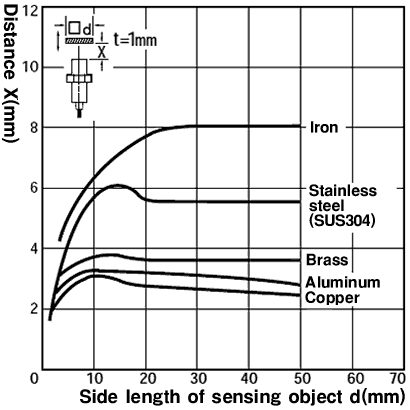 Distance X(mm)
12
10
8
6
4
2
0
d
t=1mm
X
Iron
Stainless
steel
(SUS304)
Brass
Aluminum
Copper
10 20 30 40 50 60 70
Side length of sensing object d(mm)